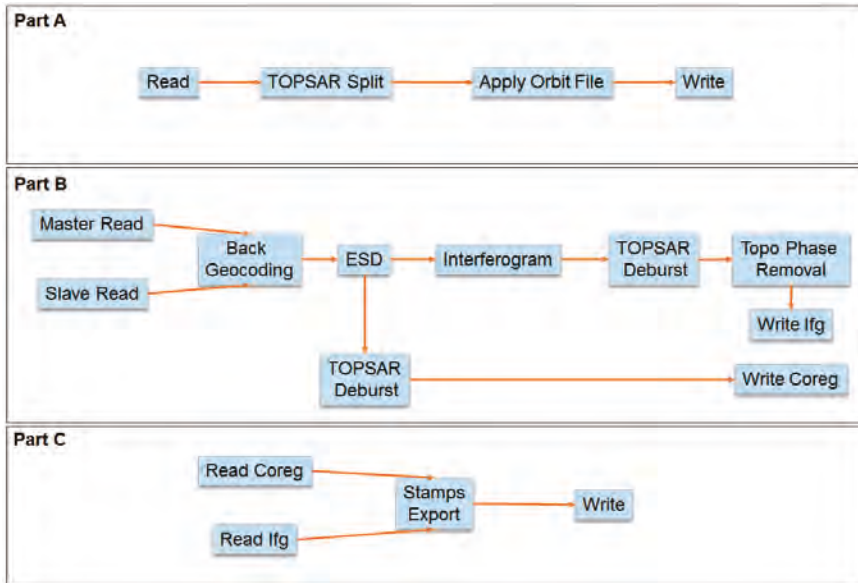 Part A
Read
TOPSAR Split
Apply Orbit File
Write
Part B
Master Read
Slave Read
Back
Geocoding
ESD
Interferogram
TOPSAR
Deburst
Topo Phase
Removal
Write Ifg
TOPSAR
Deburst
Write Coreg
Part C
Read Coreg
Read Ifg
Stamps
Export
Write